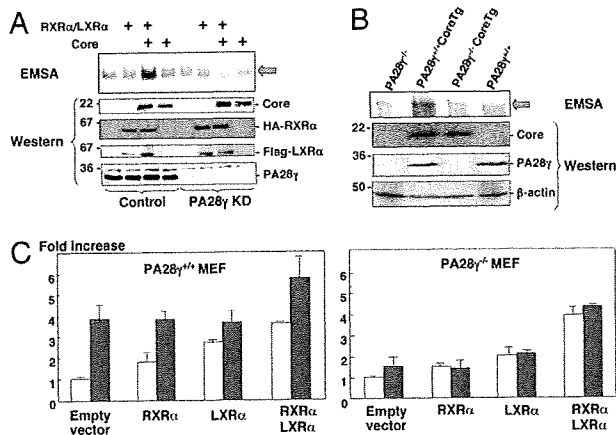 A
RXRα/LXRα + + + +
Core + + + +
EMSA
Western
22 Core
67 HA-RXRα
67 Flag-LXRα
36 PA28γ
Control PA28γ KD
B
PA28γ-/- PA28γ+/+CoreTg PA28γ-/-CoreTg PA28γ+/+
EMSA
22 Core
36 PA28γ
50 β-actin
Western
C
Fold Increase
PA28γ+/+ MEF
6
5
4
3
2
1
0
Empty vector RXRα LXRα RXRα LXRα
PA28γ-/- MEF
6
5
4
3
2
1
0
Empty vector RXRα LXRα RXRα LXRα